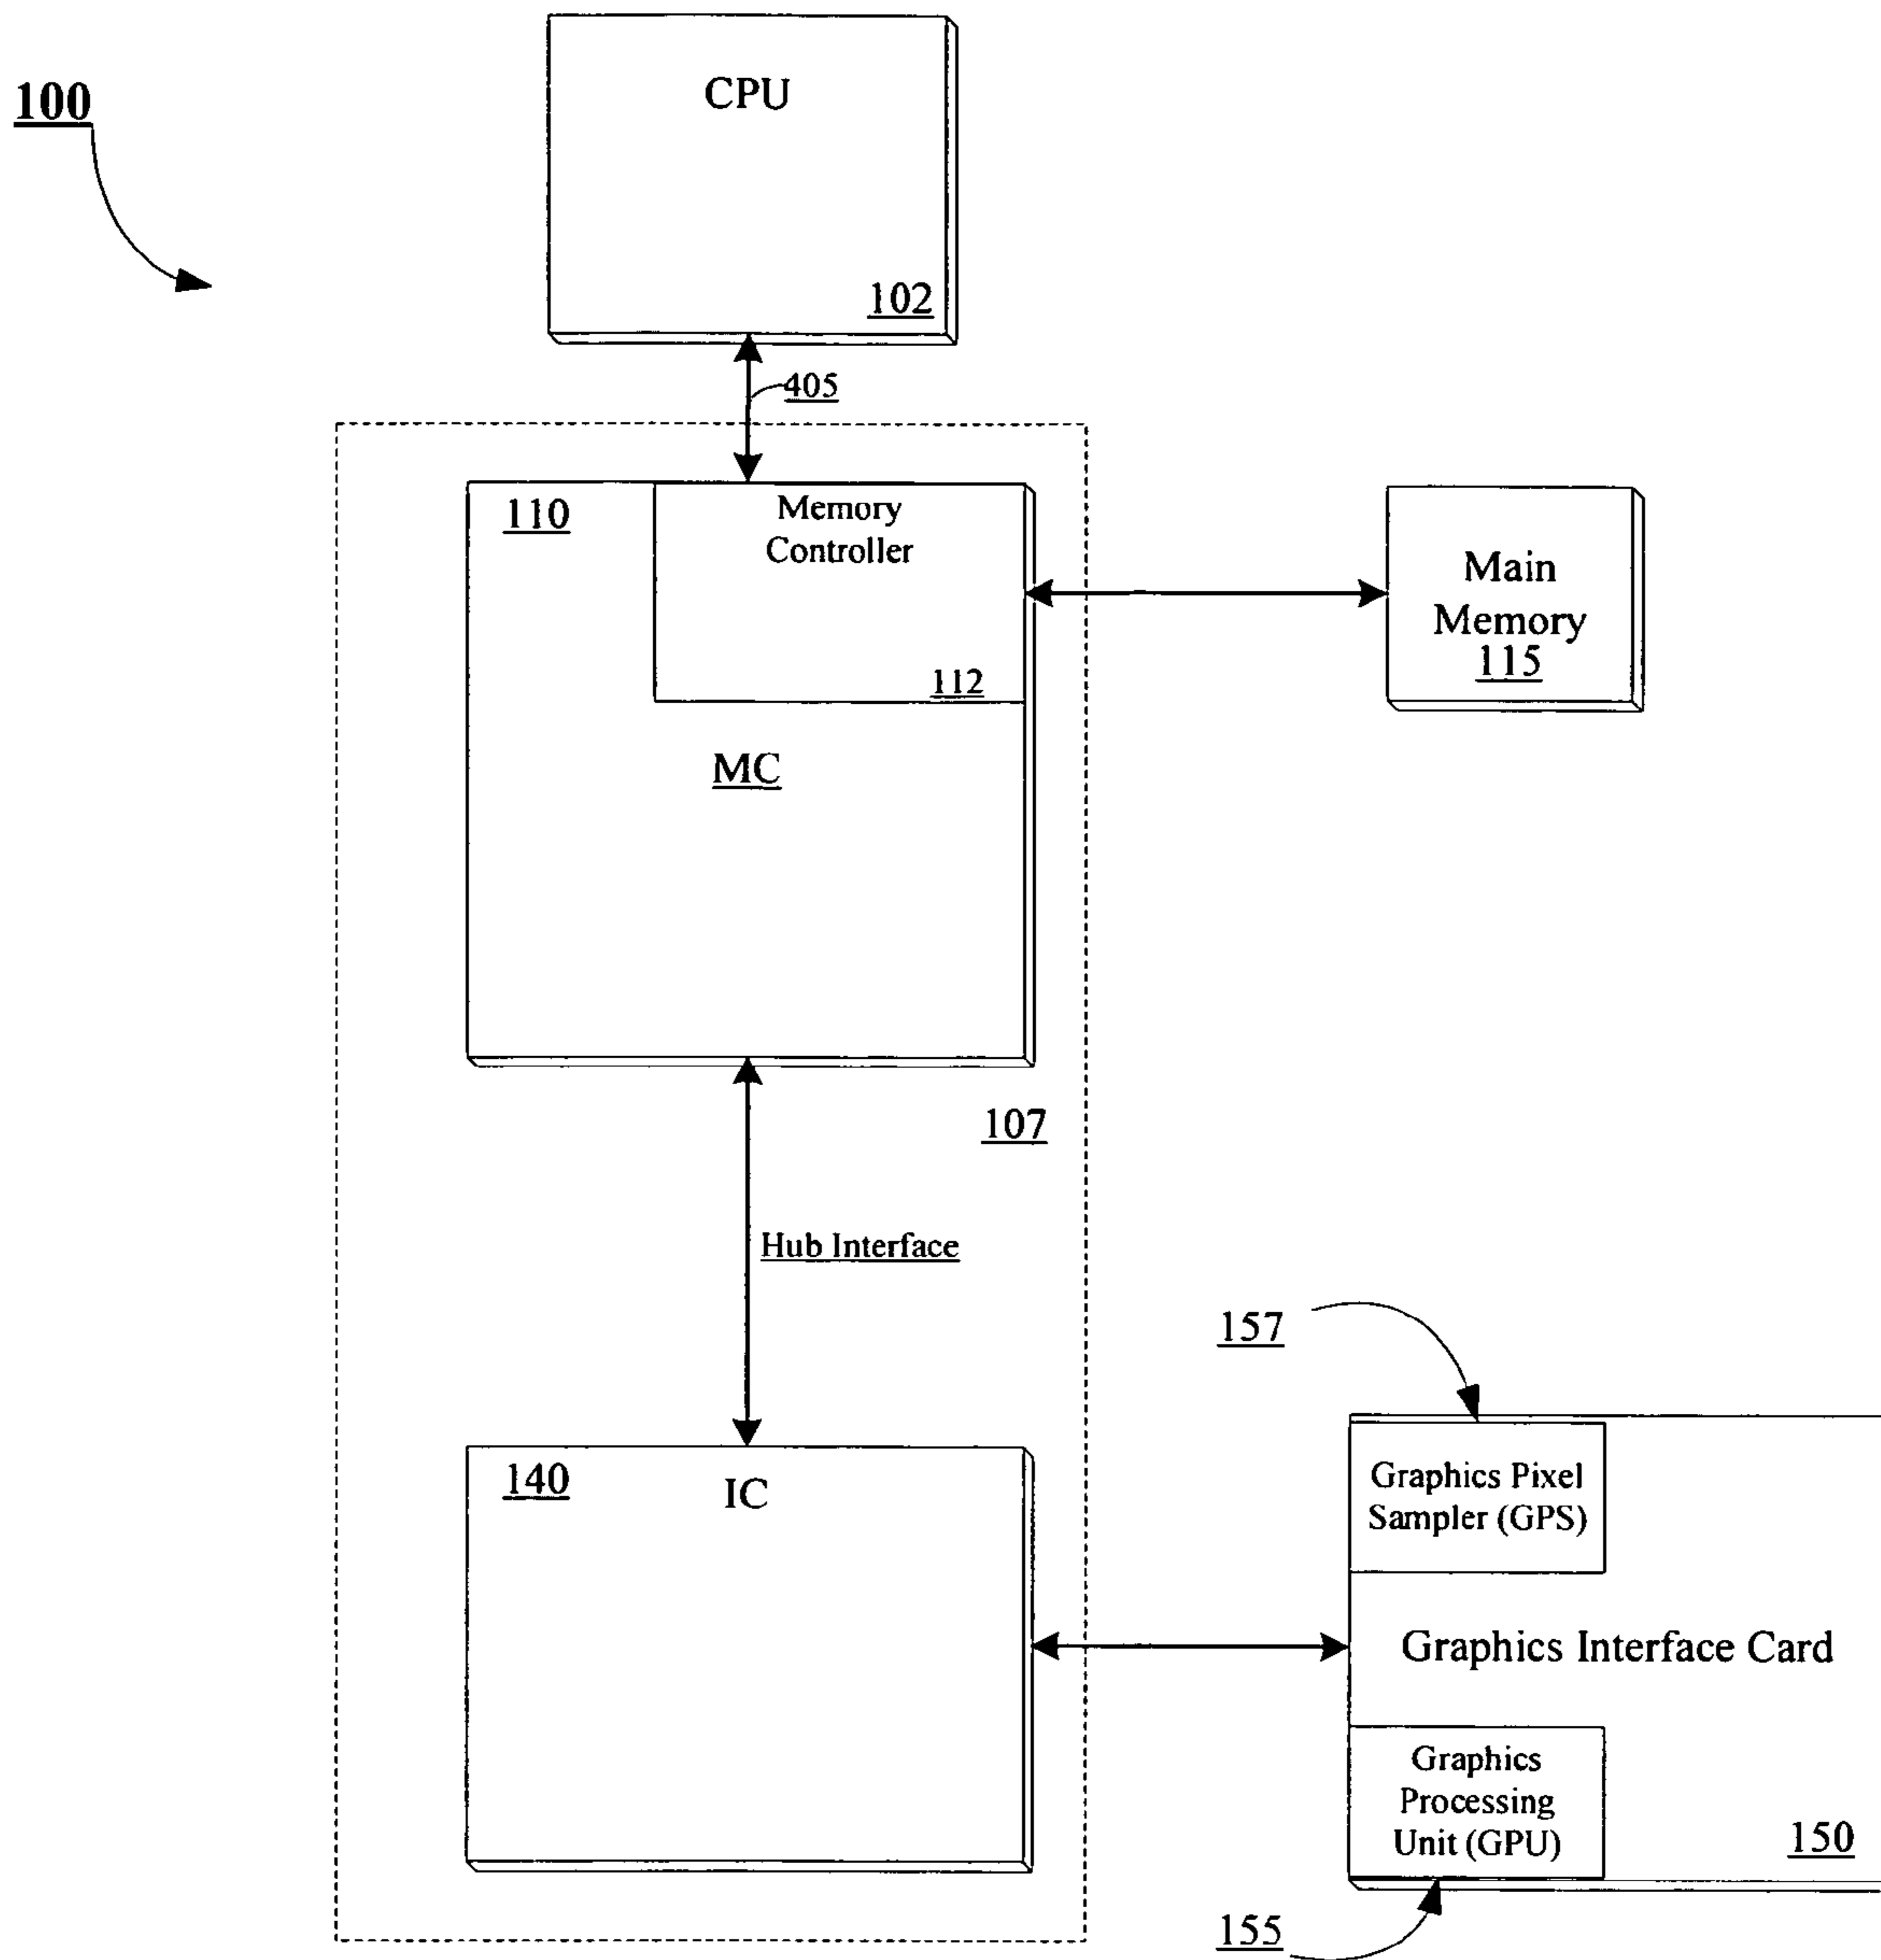 100
CPU
102
405
110
Memory
Controller
112
MC
Main
Memory
115
107
Hub Interface
140
IC
157
Graphics Pixel
Sampler (GPS)
Graphics Interface Card
Graphics
Processing
Unit (GPU)
150
155